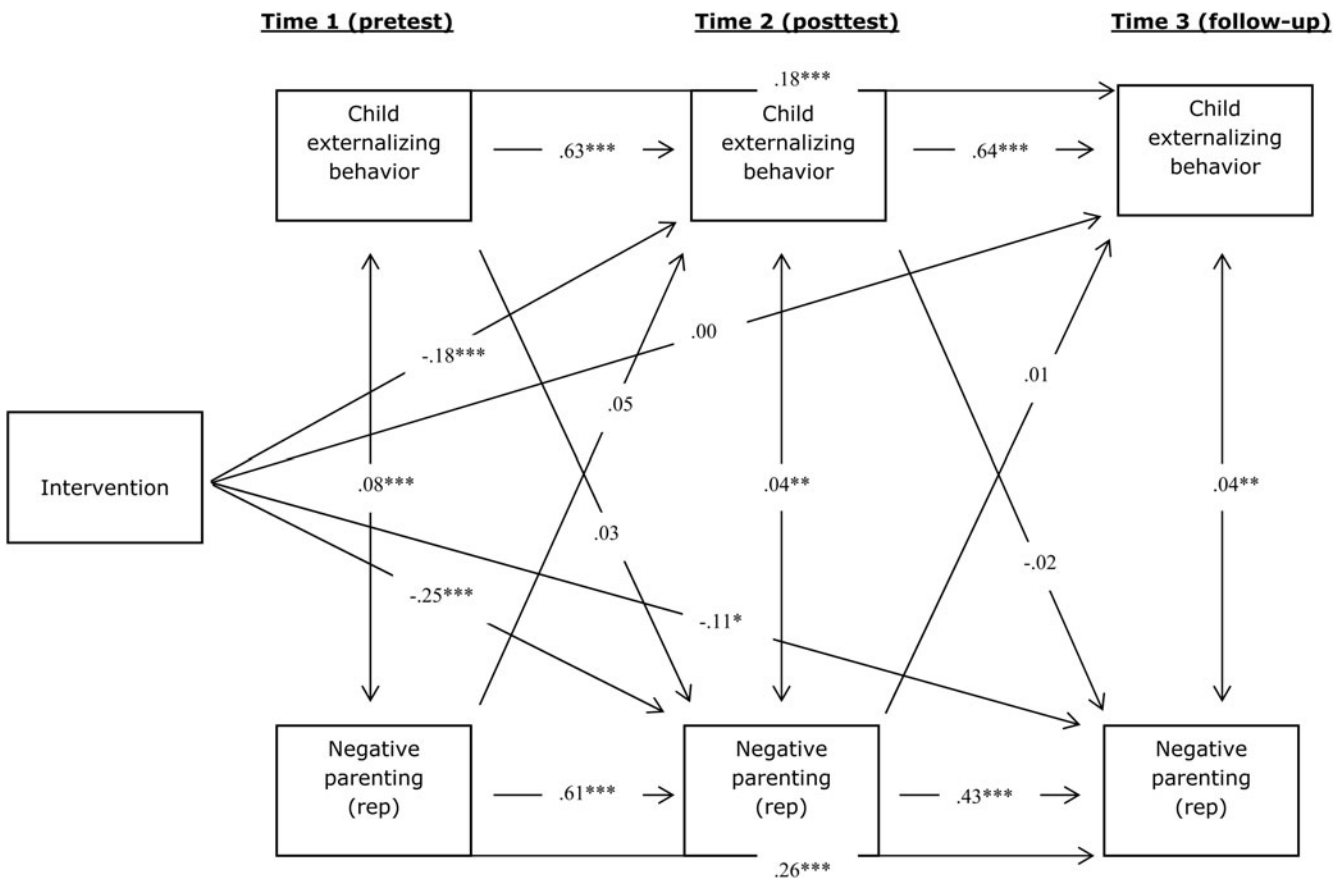 Time 1 (pretest)
Time 2 (posttest)
Time 3 (follow-up)
.18***
Child
externalizing
behavior
.63***
Child
externalizing
behavior
.64***
Child
externalizing
behavior
-.18***
.00
.01
.05
Intervention
.08***
.04**
.04**
.03
-.02
-.25***
-.11*
Negative
parenting
(rep)
.61***
Negative
parenting
(rep)
.43***
Negative
parenting
(rep)
.26***